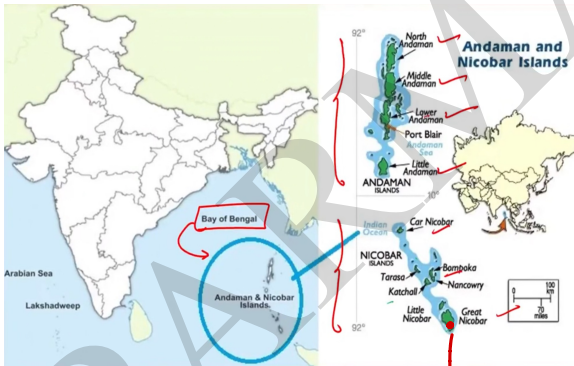 92°
North
Andaman
Andaman and
Nicobar Islands
Middle
Andaman
Lower
Andaman
Port Blair
Andaman
Sea
Little
Andaman
ANDAMAN
ISLANDS
10°
Bay of Bengal
Indian
Ocean
Car Nicobar
NICOBAR
ISLANDS
Tarasa
Bompoka
Katchall
Nancowry
Arabian Sea
Andaman & Nicobar
Islands.
Lakshadweep
Little
Nicobar
Great
Nicobar
0 100
km
0 70
miles
92°